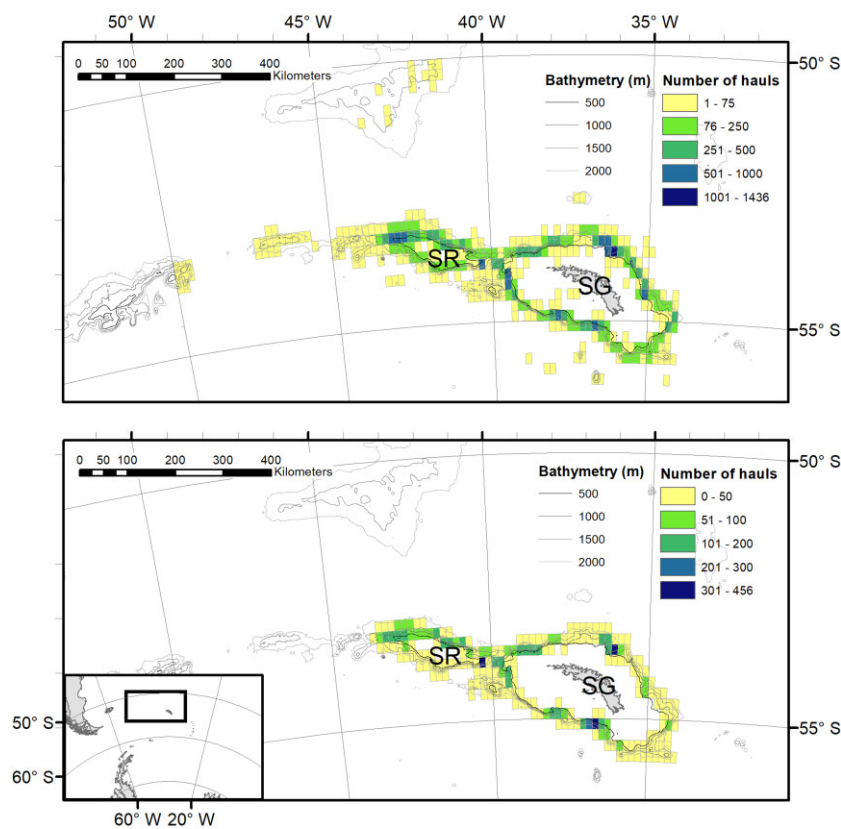 50° W 45° W 40° W 35° W
50° S
0 50 100 200 300 400
Kilometers
Bathymetry (m)
500
1000
1500
2000
Number of hauls
1 - 75
76 - 250
251 - 500
501 - 1000
1001 - 1436
SR
SG
55° S
50° W 45° W 40° W 35° W
0 50 100 200 300 400
Kilometers
50° S
Bathymetry (m)
500
1000
1500
2000
Number of hauls
0 - 50
51 - 100
101 - 200
201 - 300
301 - 456
SR
SG
50° S
60° S
55° S
60° W 20° W